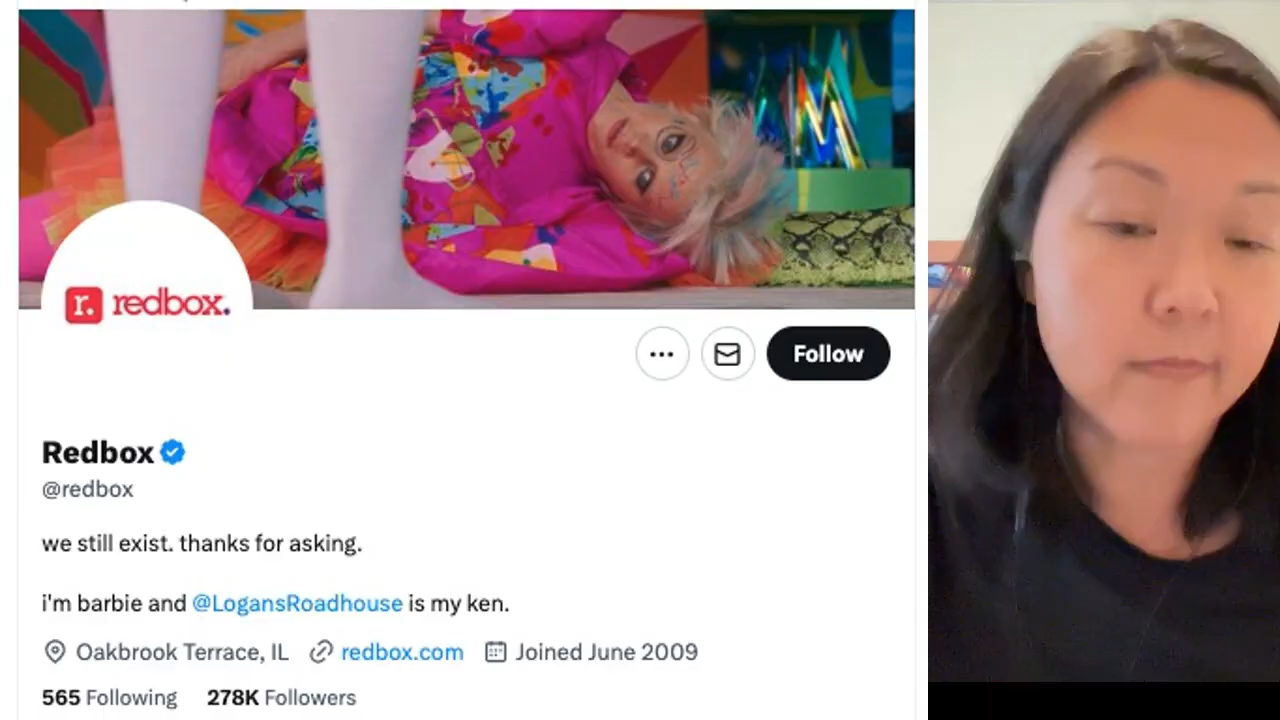 r. redbox.
Follow
Redbox
@redbox
we still exist. thanks for asking.
i'm barbie and @LogansRoadhouse is my ken.
Oakbrook Terrace, IL redbox.com Joined June 2009
565 Following 278K Followers